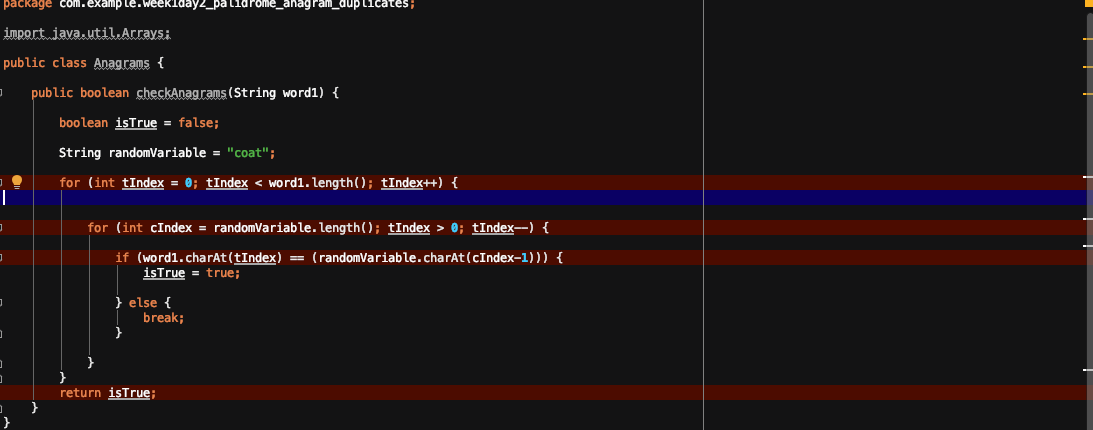 package com.example.week1day2_palidrome_anagram_duplicates;
import java.util.Arrays;
public class Anagrams {
public boolean checkAnagrams(String word1) {
boolean isTrue = false;
String randomVariable = "coat";
for (int tIndex = 0; tIndex < word1.length(); tIndex++) {
for (int cIndex = randomVariable.length(); tIndex > 0; tIndex--) {
if (word1.charAt(tIndex) == (randomVariable.charAt(cIndex-1))) {
isTrue = true;
} else {
break;
}
}
}
return isTrue;
}
}